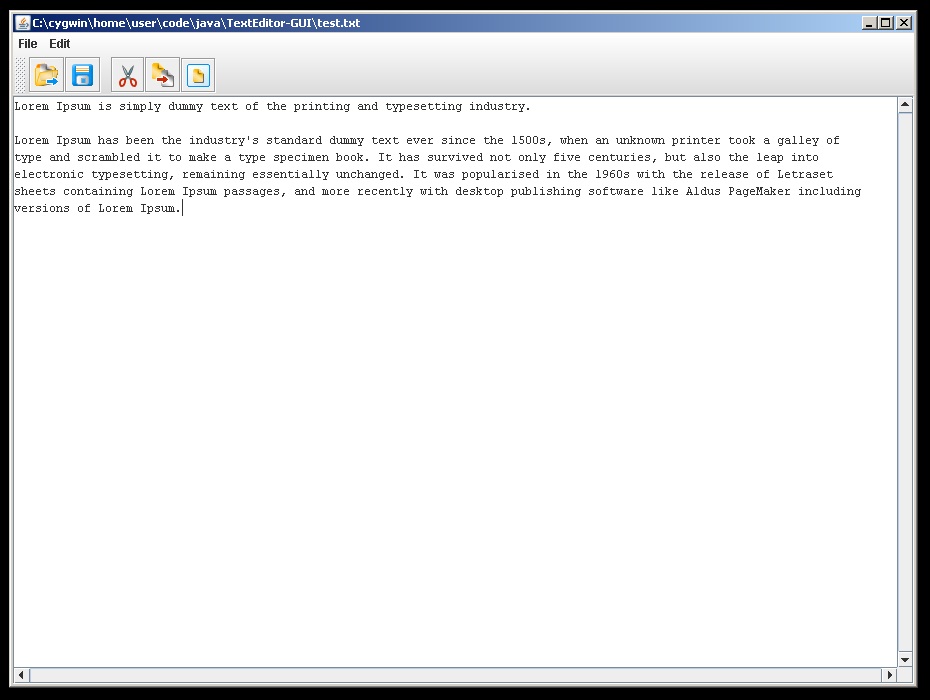 C:\cygwin\home\user\code\java\TextEditor-GUI\test.txt
File Edit
Lorem Ipsum is simply dummy text of the printing and typesetting industry.
Lorem Ipsum has been the industry's standard dummy text ever since the 1500s, when an unknown printer took a galley of
type and scrambled it to make a type specimen book. It has survived not only five centuries, but also the leap into
electronic typesetting, remaining essentially unchanged. It was popularised in the 1960s with the release of Letraset
sheets containing Lorem Ipsum passages, and more recently with desktop publishing software like Aldus PageMaker including
versions of Lorem Ipsum.